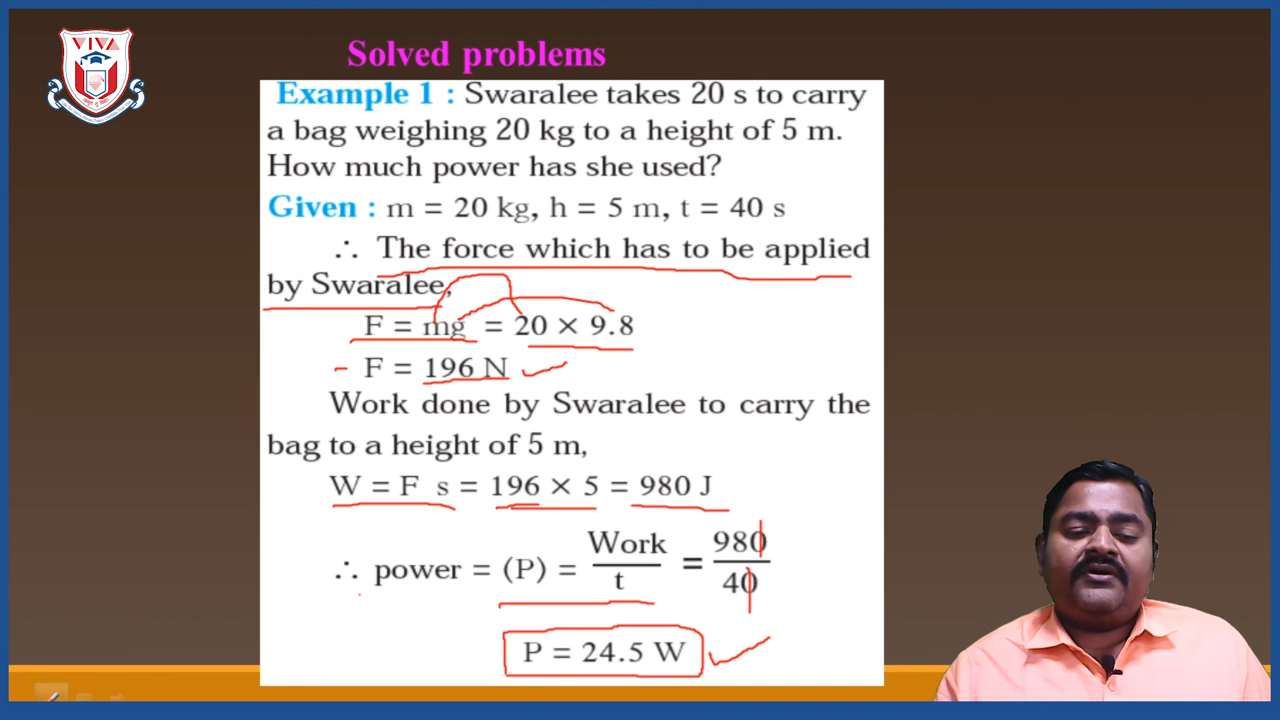 VIVA
Solved problems
Example 1 : Swaralee takes 20 s to carry
a bag weighing 20 kg to a height of 5 m.
How much power has she used?
Given : m = 20 kg, h = 5 m, t = 40 s
∴ The force which has to be applied
by Swaralee,
F = mg = 20 × 9.8
F = 196 N
Work done by Swaralee to carry the
bag to a height of 5 m,
W = F s = 196 × 5 = 980 J
∴ power = (P) = Work / t = 980 / 40
P = 24.5 W